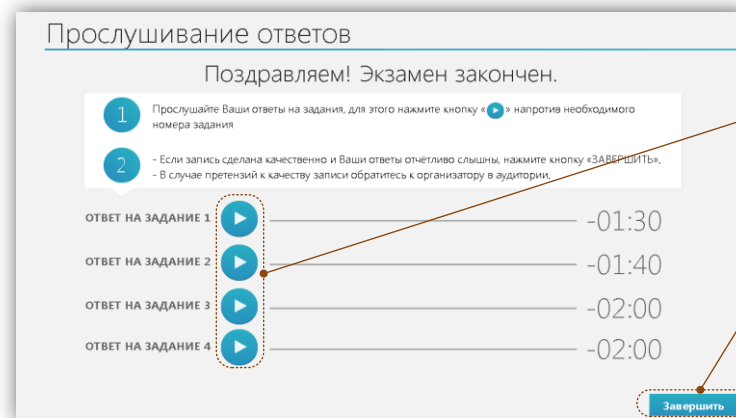 Прослушивание ответов
Поздравляем! Экзамен закончен.
1 Прослушайте Ваши ответы на задания, для этого нажмите кнопку « » напротив необходимого
номера задания
2 - Если запись сделана качественно и Ваши ответы отчётливо слышны, нажмите кнопку «ЗАВЕРШИТЬ»,
- В случае претензий к качеству записи обратитесь к организатору в аудитории,
ОТВЕТ НА ЗАДАНИЕ 1 -01:30
ОТВЕТ НА ЗАДАНИЕ 2 -01:40
ОТВЕТ НА ЗАДАНИЕ 3 -02:00
ОТВЕТ НА ЗАДАНИЕ 4 -02:00
Завершить